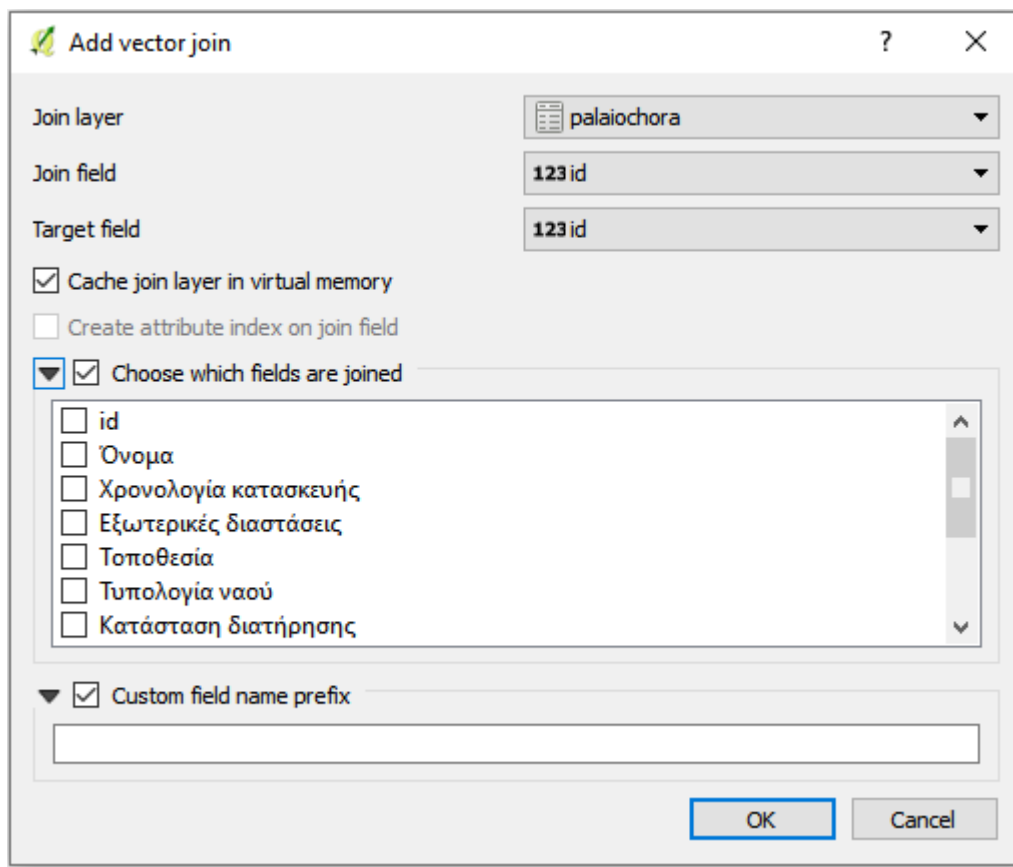 Add vector join ?
Join layer palaiochora
Join field 123 id
Target field 123 id
Cache join layer in virtual memory
Create attribute index on join field
Choose which fields are joined
id
Όνομα
Χρονολογία κατασκευής
Εξωτερικές διαστάσεις
Τοποθεσία
Τυπολογία ναού
Κατάσταση διατήρησης
Custom field name prefix
OK Cancel